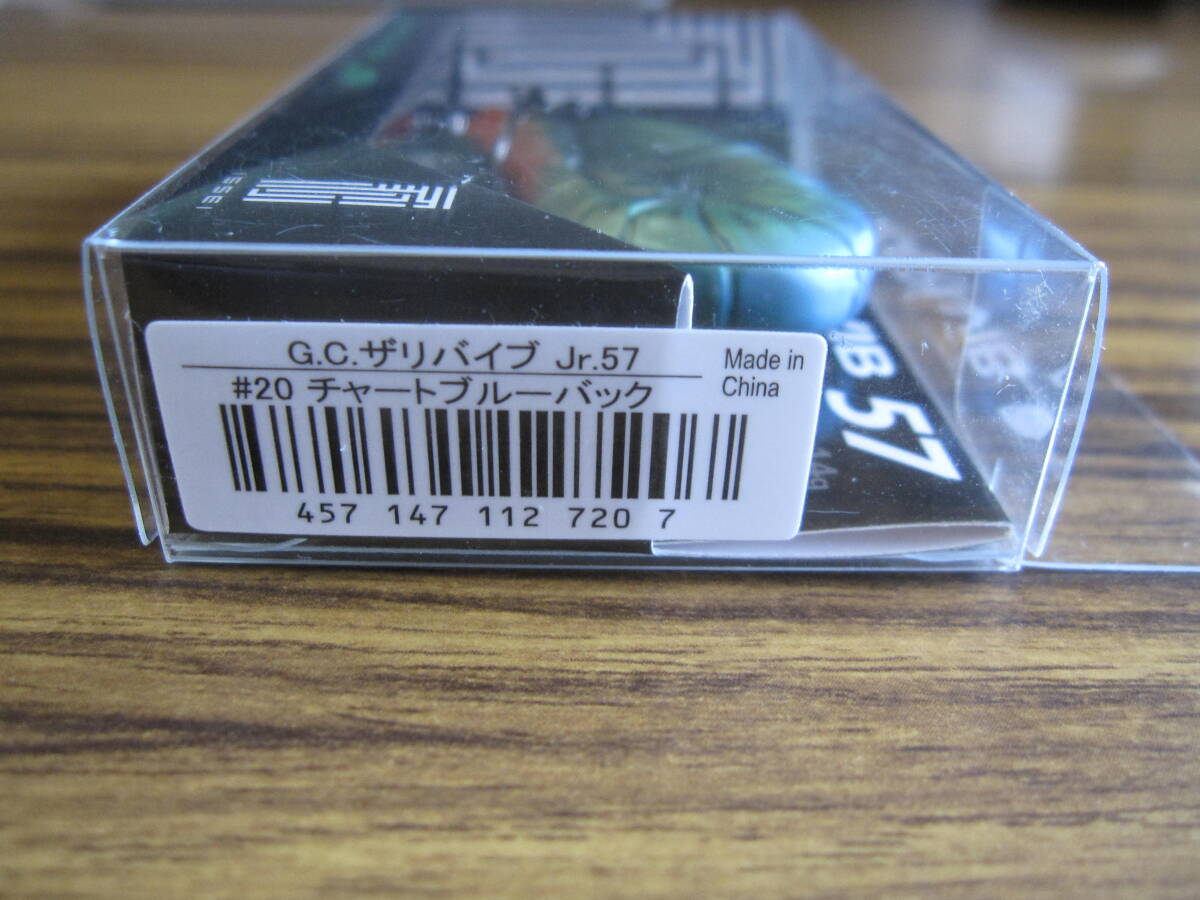 ISSEI
G.C.ザリバイブ Jr.57
#20 チャートブルーバック
Made in
China
457 147 112 720 7
57